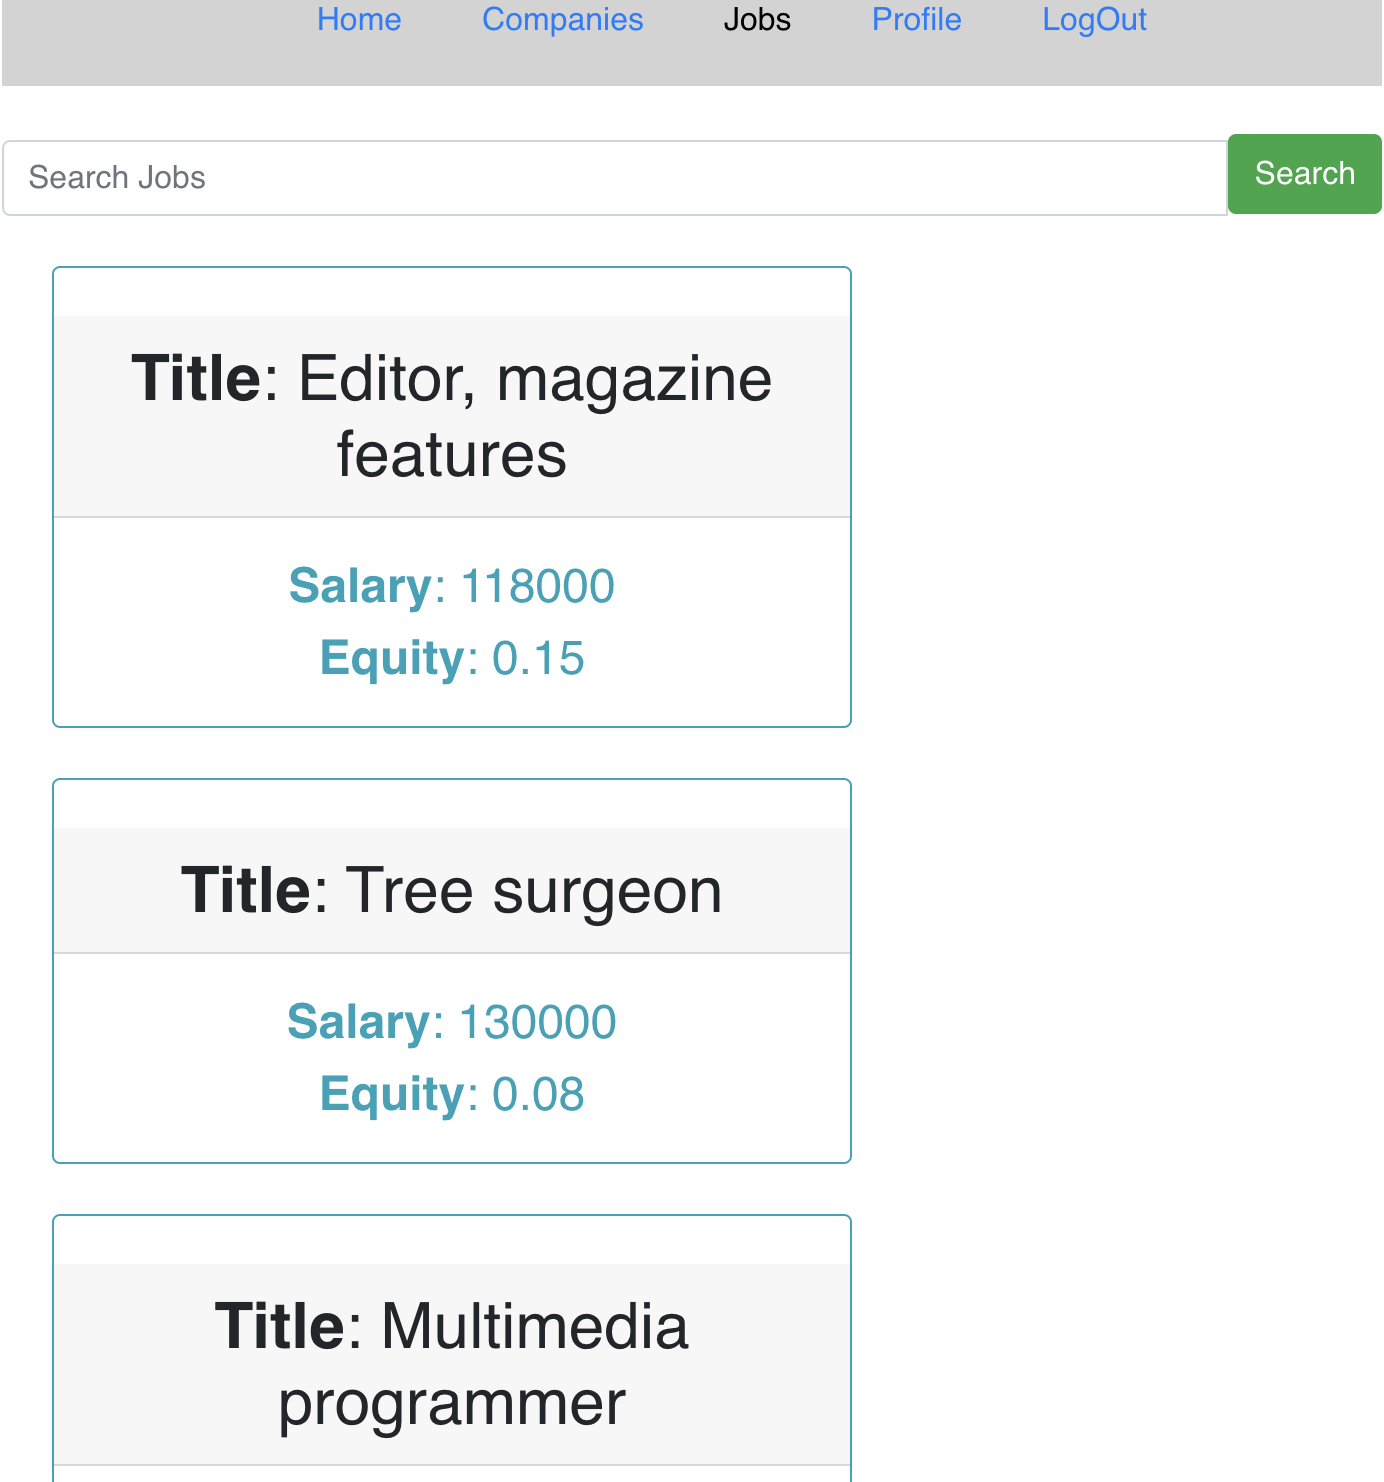 Home Companies Jobs Profile LogOut
Search Jobs Search
Title: Editor, magazine
features
Salary: 118000
Equity: 0.15
Title: Tree surgeon
Salary: 130000
Equity: 0.08
Title: Multimedia
programmer